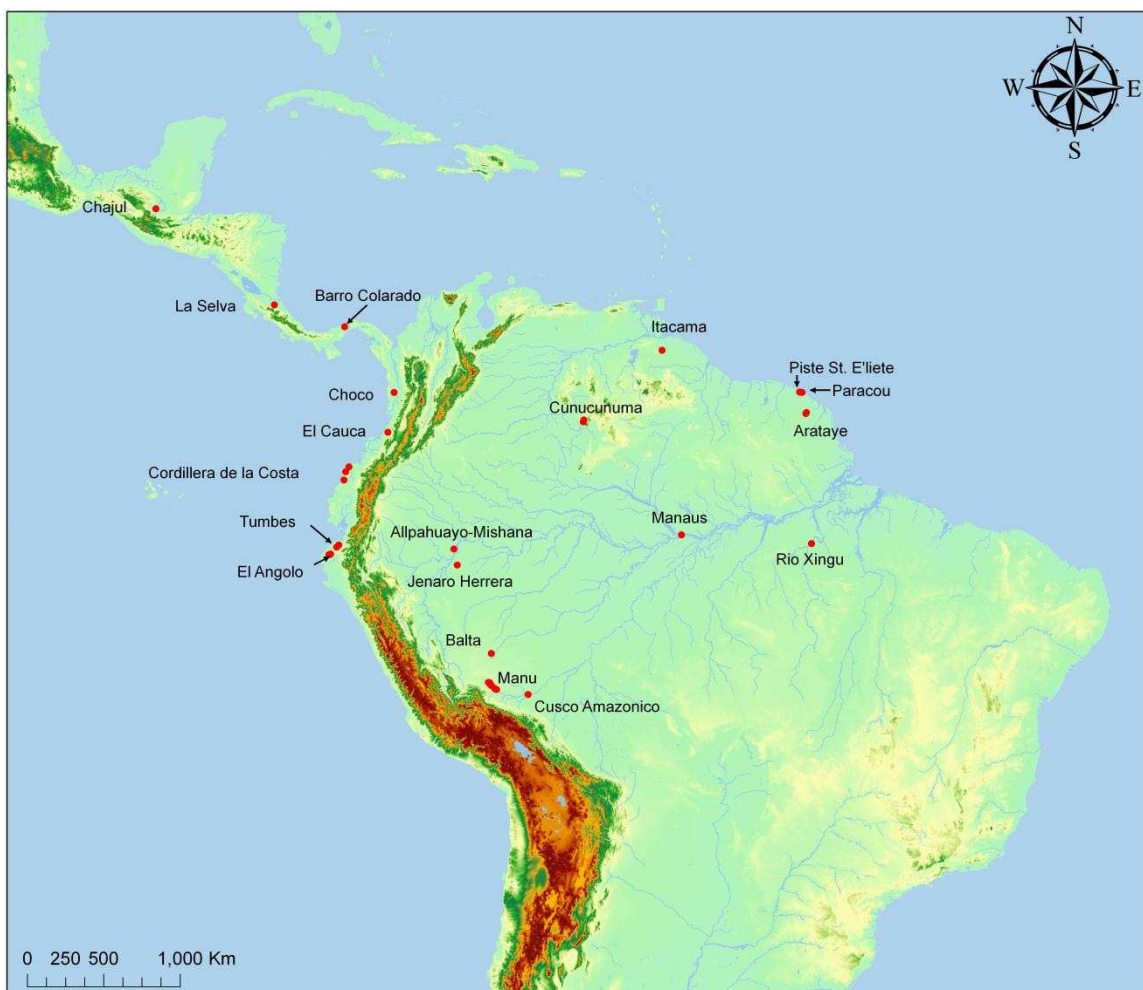 N
W E
S
Chajul
La Selva
Barro Colarado
Itacama
Piste St. E'liete
Paracou
Choco
Cunucunuma
Arataye
El Cauca
Cordillera de la Costa
Tumbes
Allpahuayo-Mishana
Manaus
El Angolo
Jenaro Herrera
Rio Xingu
Balta
Manu
Cusco Amazonico
0 250 500 1,000 Km